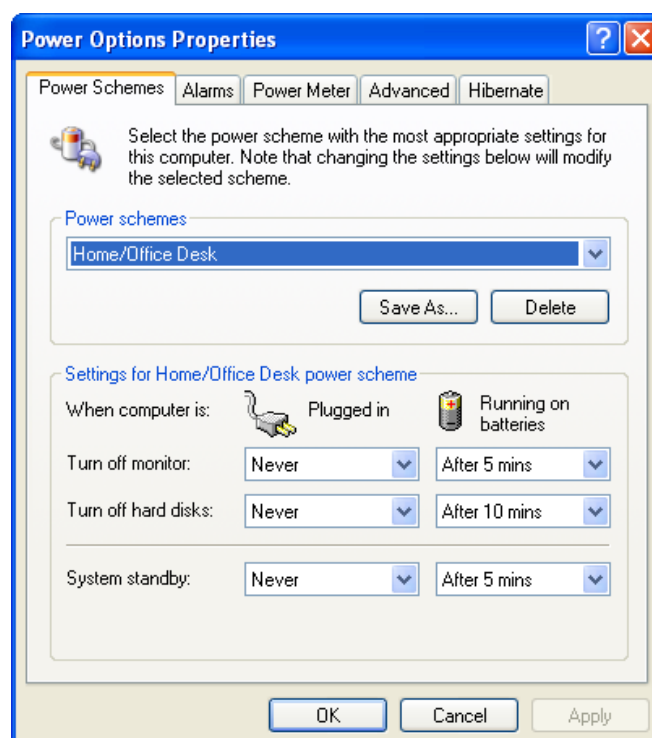 Power Options Properties
Power Schemes Alarms Power Meter Advanced Hibernate
Select the power scheme with the most appropriate settings for
this computer. Note that changing the settings below will modify
the selected scheme.
Power schemes
Home/Office Desk
Save As... Delete
Settings for Home/Office Desk power scheme
When computer is: Plugged in Running on
batteries
Turn off monitor: Never After 5 mins
Turn off hard disks: Never After 10 mins
System standby: Never After 5 mins
OK Cancel Apply